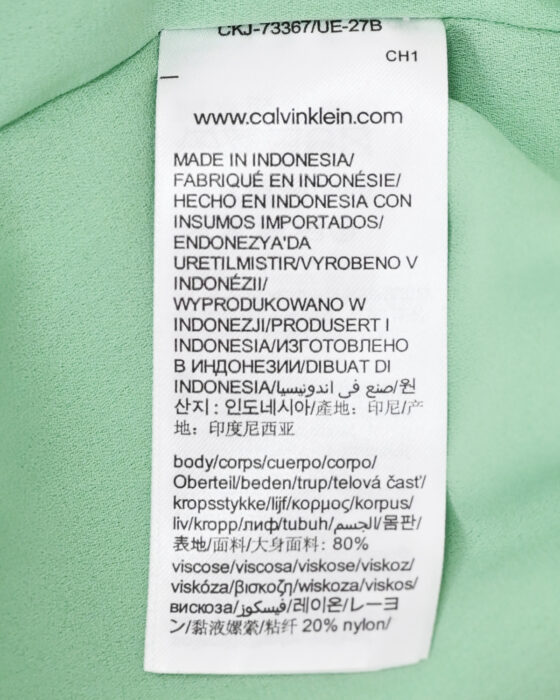 CKJ-73367/UE-27B
CH1
www.calvinklein.com
MADE IN INDONESIA/
FABRIQUÉ EN INDONÉSIE/
HECHO EN INDONESIA CON
INSUMOS IMPORTADOS/
ENDONEZYA'DA
URETILMISTIR/VYROBENO V
INDONÉZII/
WYPRODUKOWANO W
INDONEZJI/PRODUSERT I
INDONESIA/ИЗГОТОВЛЕНО
В ИНДОНЕЗИИ/DIBUAT DI
INDONESIA/صنع في اندونيسيا/원
산지 : 인도네시아/產地：印尼/产
地：印度尼西亚
body/corps/cuerpo/corpo/
Oberteil/beden/trup/telová časť/
kropsstykke/lijf/κορμος/korpus/
liv/kropp/лиф/tubuh/الجسم/몸판/
表地/面料/大身面料: 80%
viscose/viscosa/viskose/viskoz/
viskóza/βισκοζη/wiskoza/viskos/
вискоза/فيسكوز/레이온/レーヨ
ン/黏液嫘縈/粘纤 20% nylon/